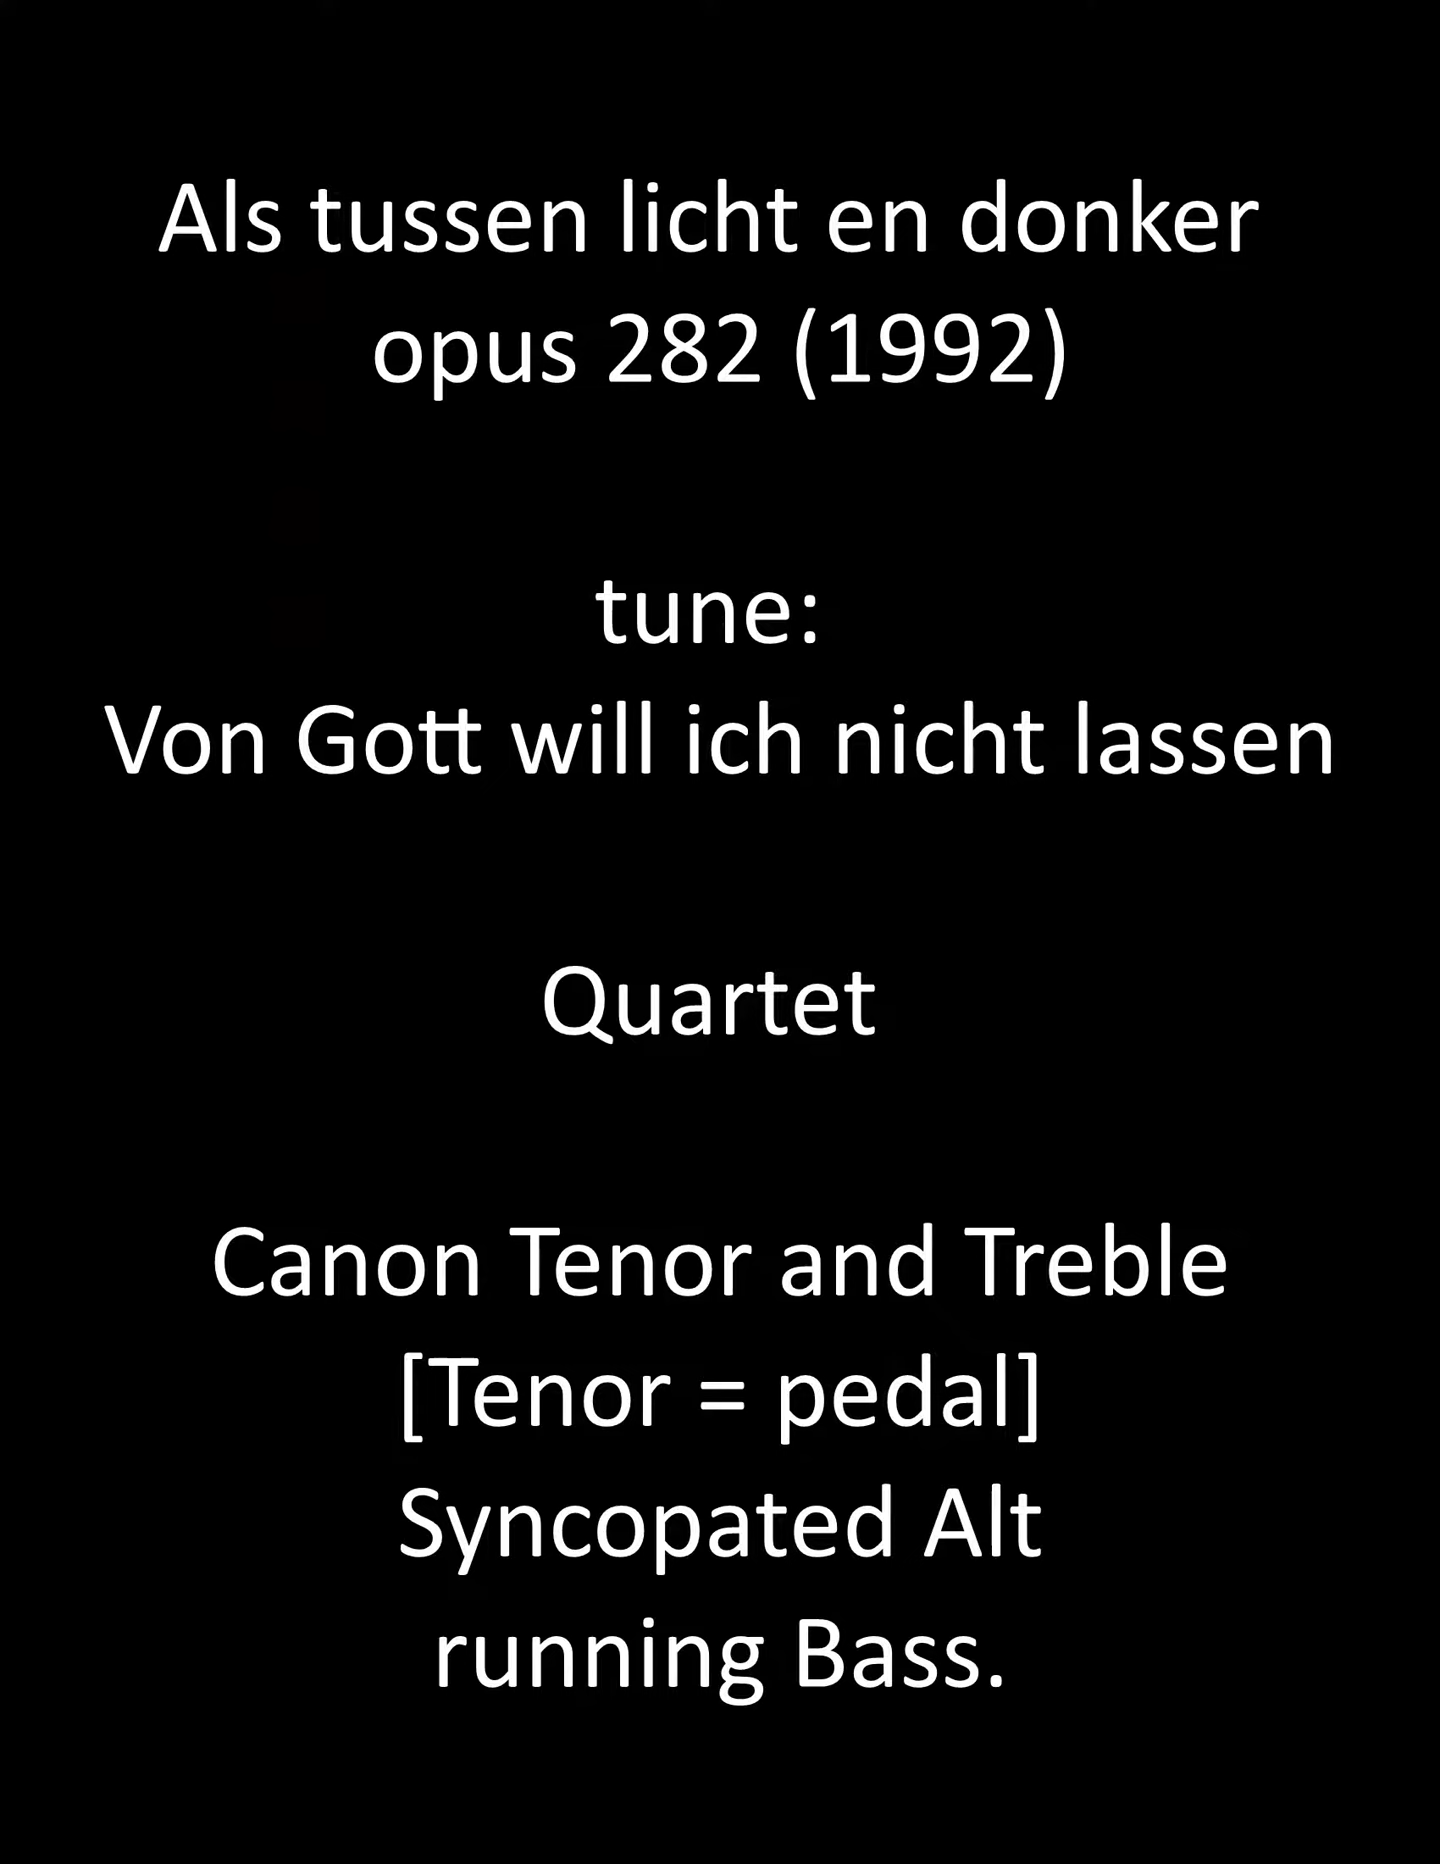 Als tussen licht en donker
opus 282 (1992)
tune:
Von Gott will ich nicht lassen
Quartet
Canon Tenor and Treble
[Tenor = pedal]
Syncopated Alt
running Bass.